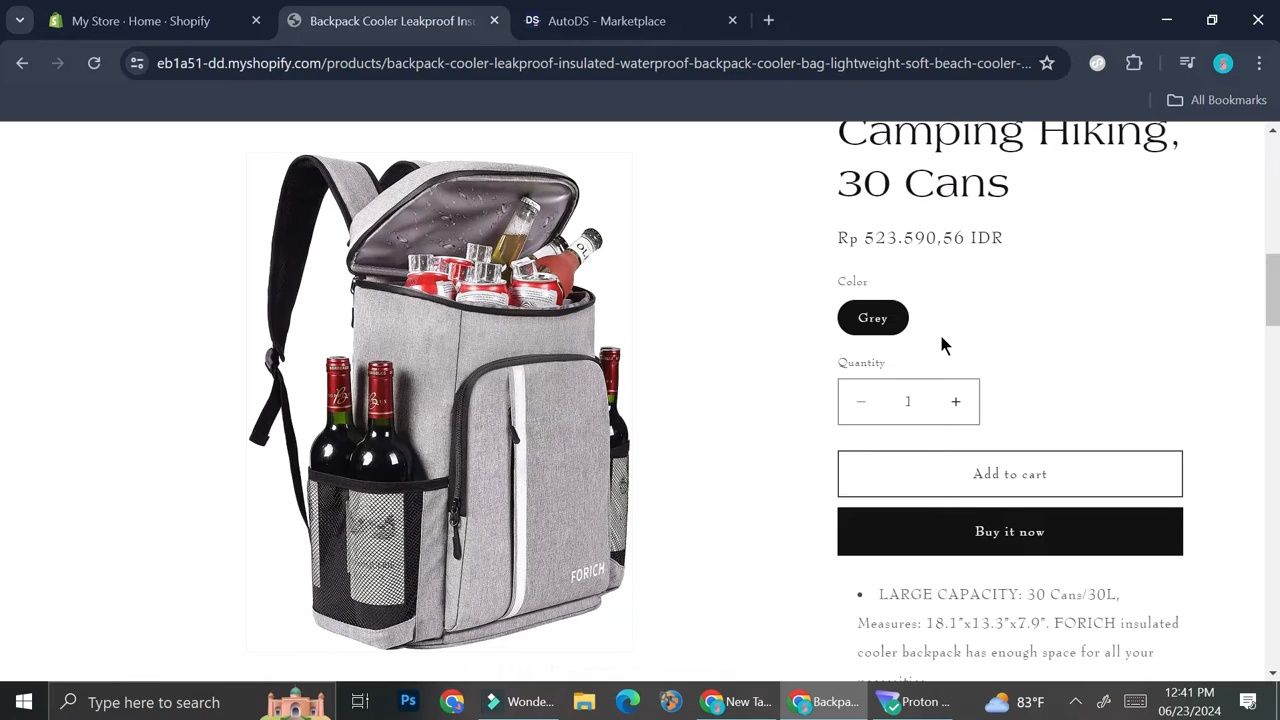 My Store · Home · Shopify
Backpack Cooler Leakproof Insu
AutoDS - Marketplace
eb1a51-dd.myshopify.com/products/backpack-cooler-leakproof-insulated-waterproof-backpack-cooler-bag-lightweight-soft-beach-cooler-...
All Bookmarks
Camping Hiking,
30 Cans
Rp 523.590,56 IDR
Color
Grey
Quantity
1
Add to cart
Buy it now
FORICH
• LARGE CAPACITY: 30 Cans/30L,
Measures: 18.1"x13.3"x7.9". FORICH insulated
cooler backpack has enough space for all your
necessities
Type here to search
Ps
Wonde...
New Ta...
Backpa...
Proton ...
83°F
12:41 PM
06/23/2024